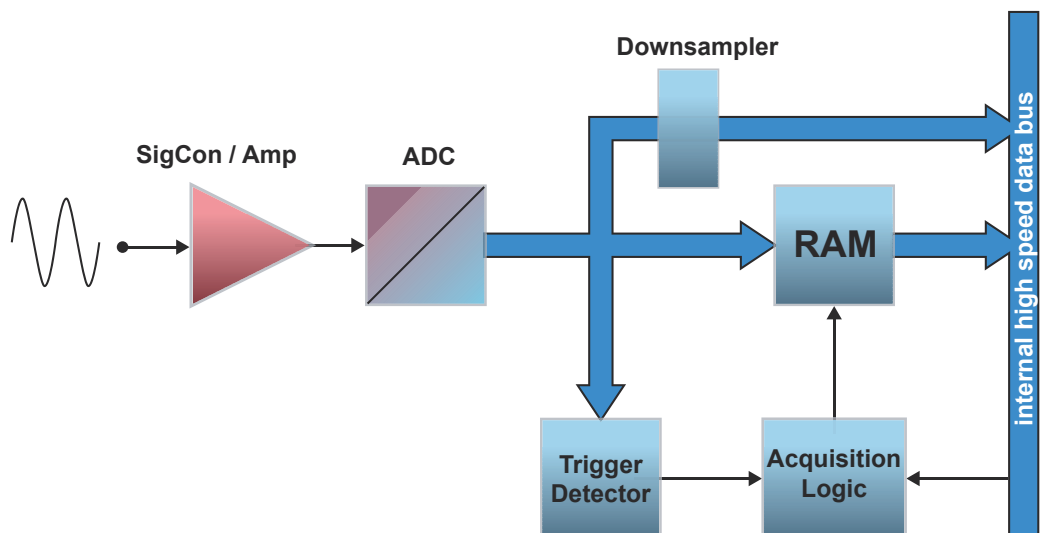 Downsampler
SigCon / Amp
ADC
RAM
internal high speed data bus
Trigger
Detector
Acquisition
Logic